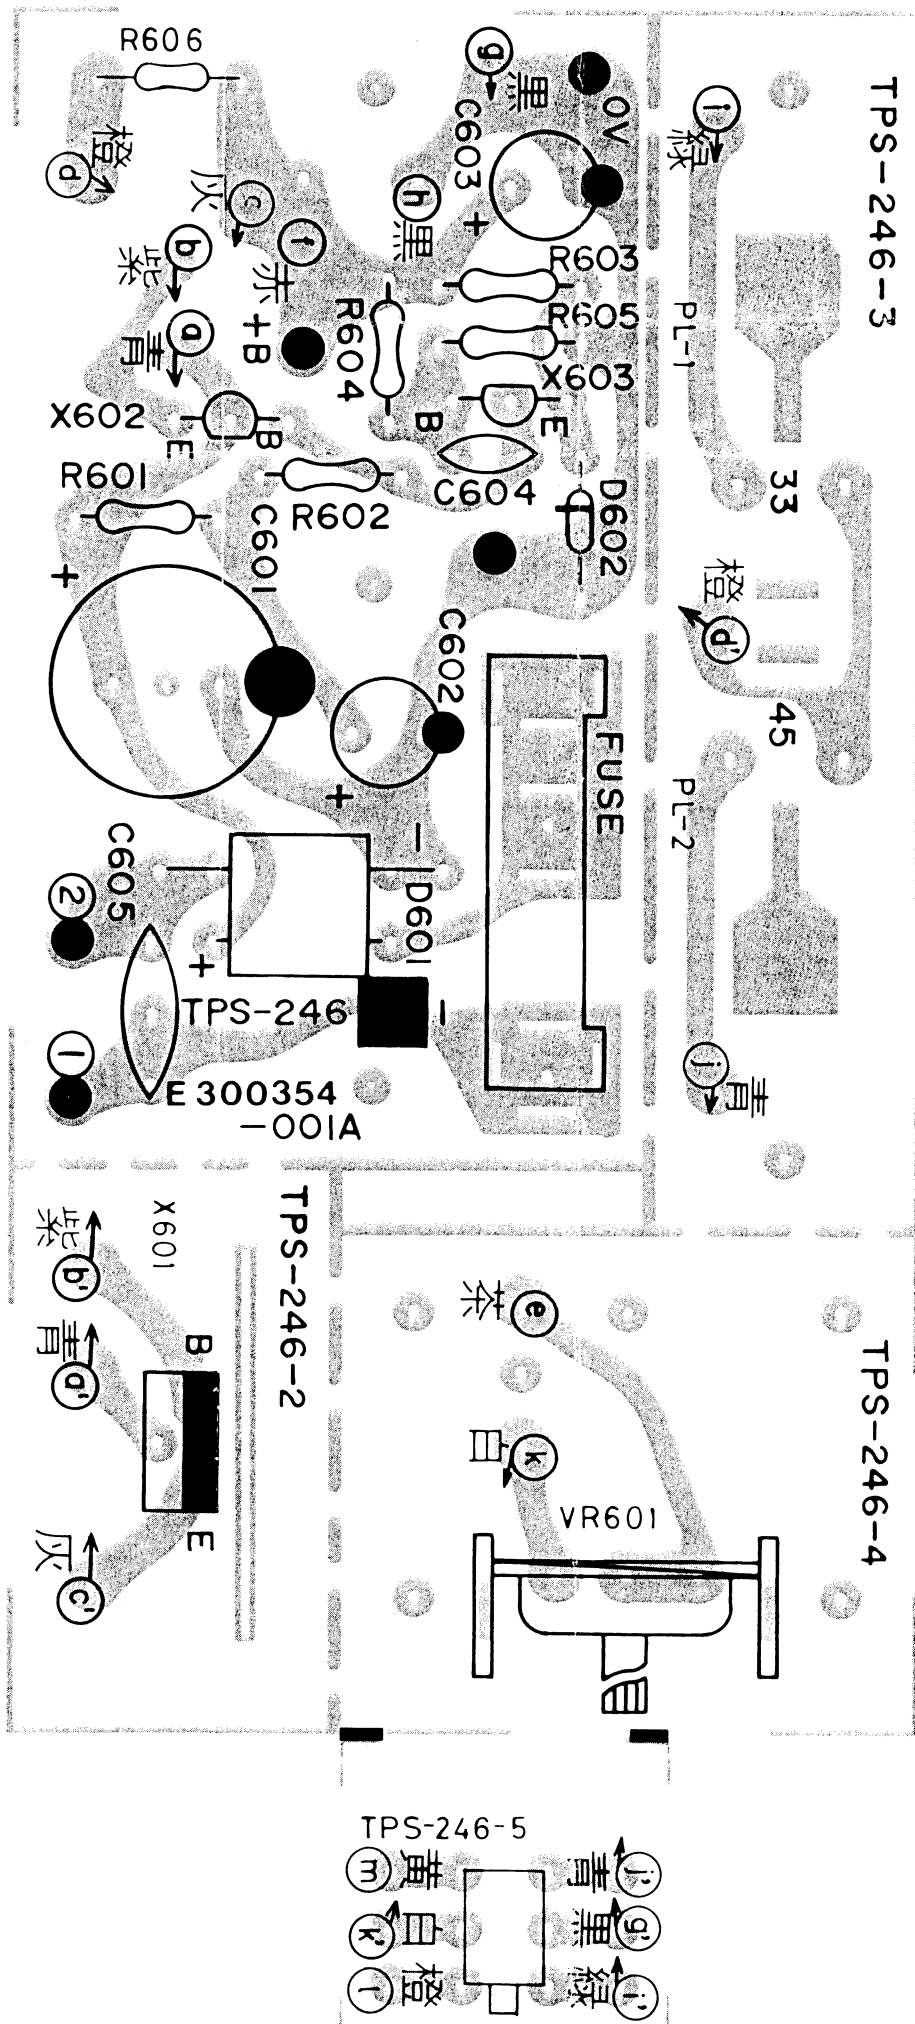 R606
g
黒
C603
0V
i
緑
TPS-246-3
橙
d
灰
c
h
黒
+
f
赤
b
紫
R603
R604
R605
PL-1
+B
a
青
X603
X602
E
B
B
E
R601
C604
R602
C601
D602
33
+
橙
d'
C602
45
FUSE
PL-2
+
-
C605
2
D601
+
TPS-246
-
1
E300354
-001A
j
青
紫
b'
X601
TPS-246-2
B
青
a'
E
灰
c'
茶
e
TPS-246-4
白
k
VR601
TPS-246-5
m
黄
青
j'
k'
白
黒
g'
r
橙
緑
i'